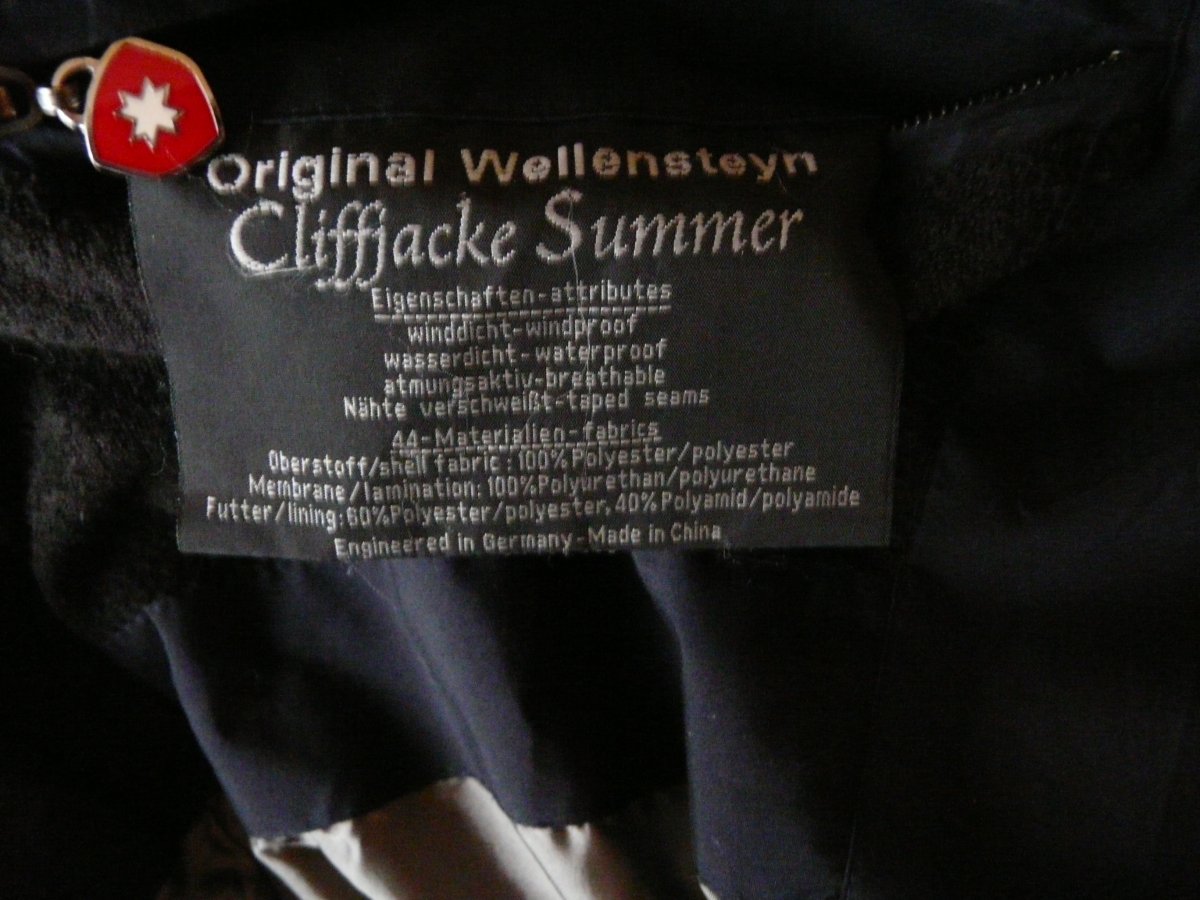 Original Wellensteyn
Cliffjacke Summer
Eigenschaften-attributes
winddicht-windproof
wasserdicht-waterproof
atmungsaktiv-breathable
Nähte verschweißt-taped seams
44-Materialien-fabrics
Oberstoff/shell fabric: 100% Polyester/polyester
Membrane/lamination: 100%Polyurethan/polyurethane
Futter/lining: 60%Polyester/polyester, 40%Polyamid/polyamide
Engineered in Germany-Made in China